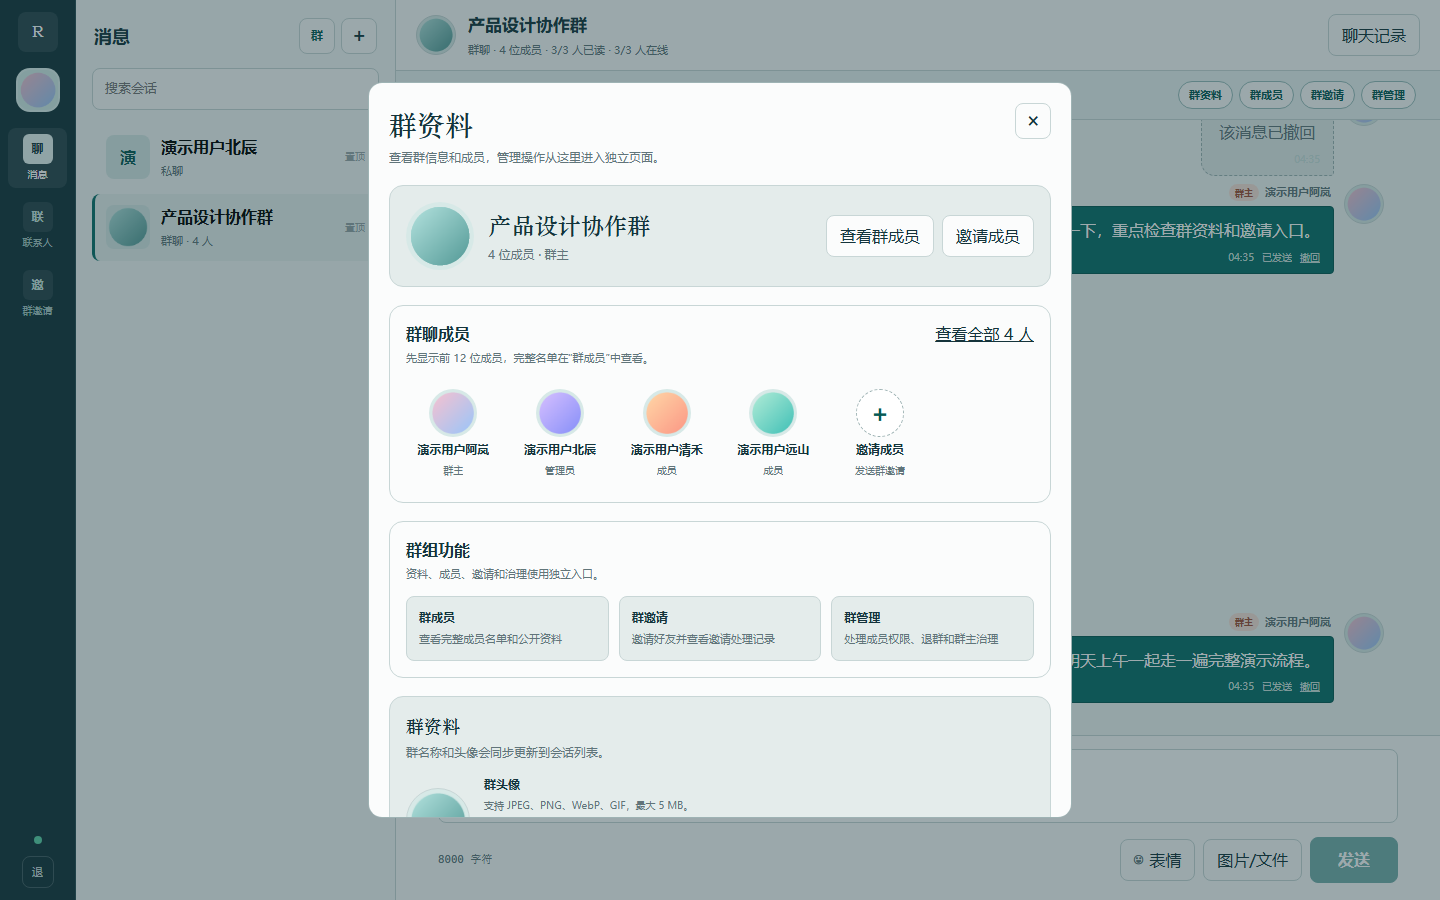 R
聊
消息
联
联系人
邀
群邀请
退
消息
群
+
搜索会话
演
演示用户北辰
私聊
置顶
产品设计协作群
群聊 · 4 人
置顶
产品设计协作群
群聊 · 4 位成员 · 3/3 人已读 · 3/3 人在线
聊天记录
群资料
群成员
群邀请
群管理
该消息已撤回
04:35
群主
演示用户阿岚
一下，重点检查群资料和邀请入口。
04:35 已发送 撤回
群主
演示用户阿岚
明天上午一起走一遍完整演示流程。
04:35 已发送 撤回
8000 字符
表情
图片/文件
发送
群资料
×
查看群信息和成员，管理操作从这里进入独立页面。
产品设计协作群
4 位成员 · 群主
查看群成员
邀请成员
群聊成员
查看全部 4 人
先显示前 12 位成员，完整名单在“群成员”中查看。
演示用户阿岚
群主
演示用户北辰
管理员
演示用户清禾
成员
演示用户远山
成员
+
邀请成员
发送群邀请
群组功能
资料、成员、邀请和治理使用独立入口。
群成员
查看完整成员名单和公开资料
群邀请
邀请好友并查看邀请处理记录
群管理
处理成员权限、退群和群主治理
群资料
群名称和头像会同步更新到会话列表。
群头像
支持 JPEG、PNG、WebP、GIF，最大 5 MB。